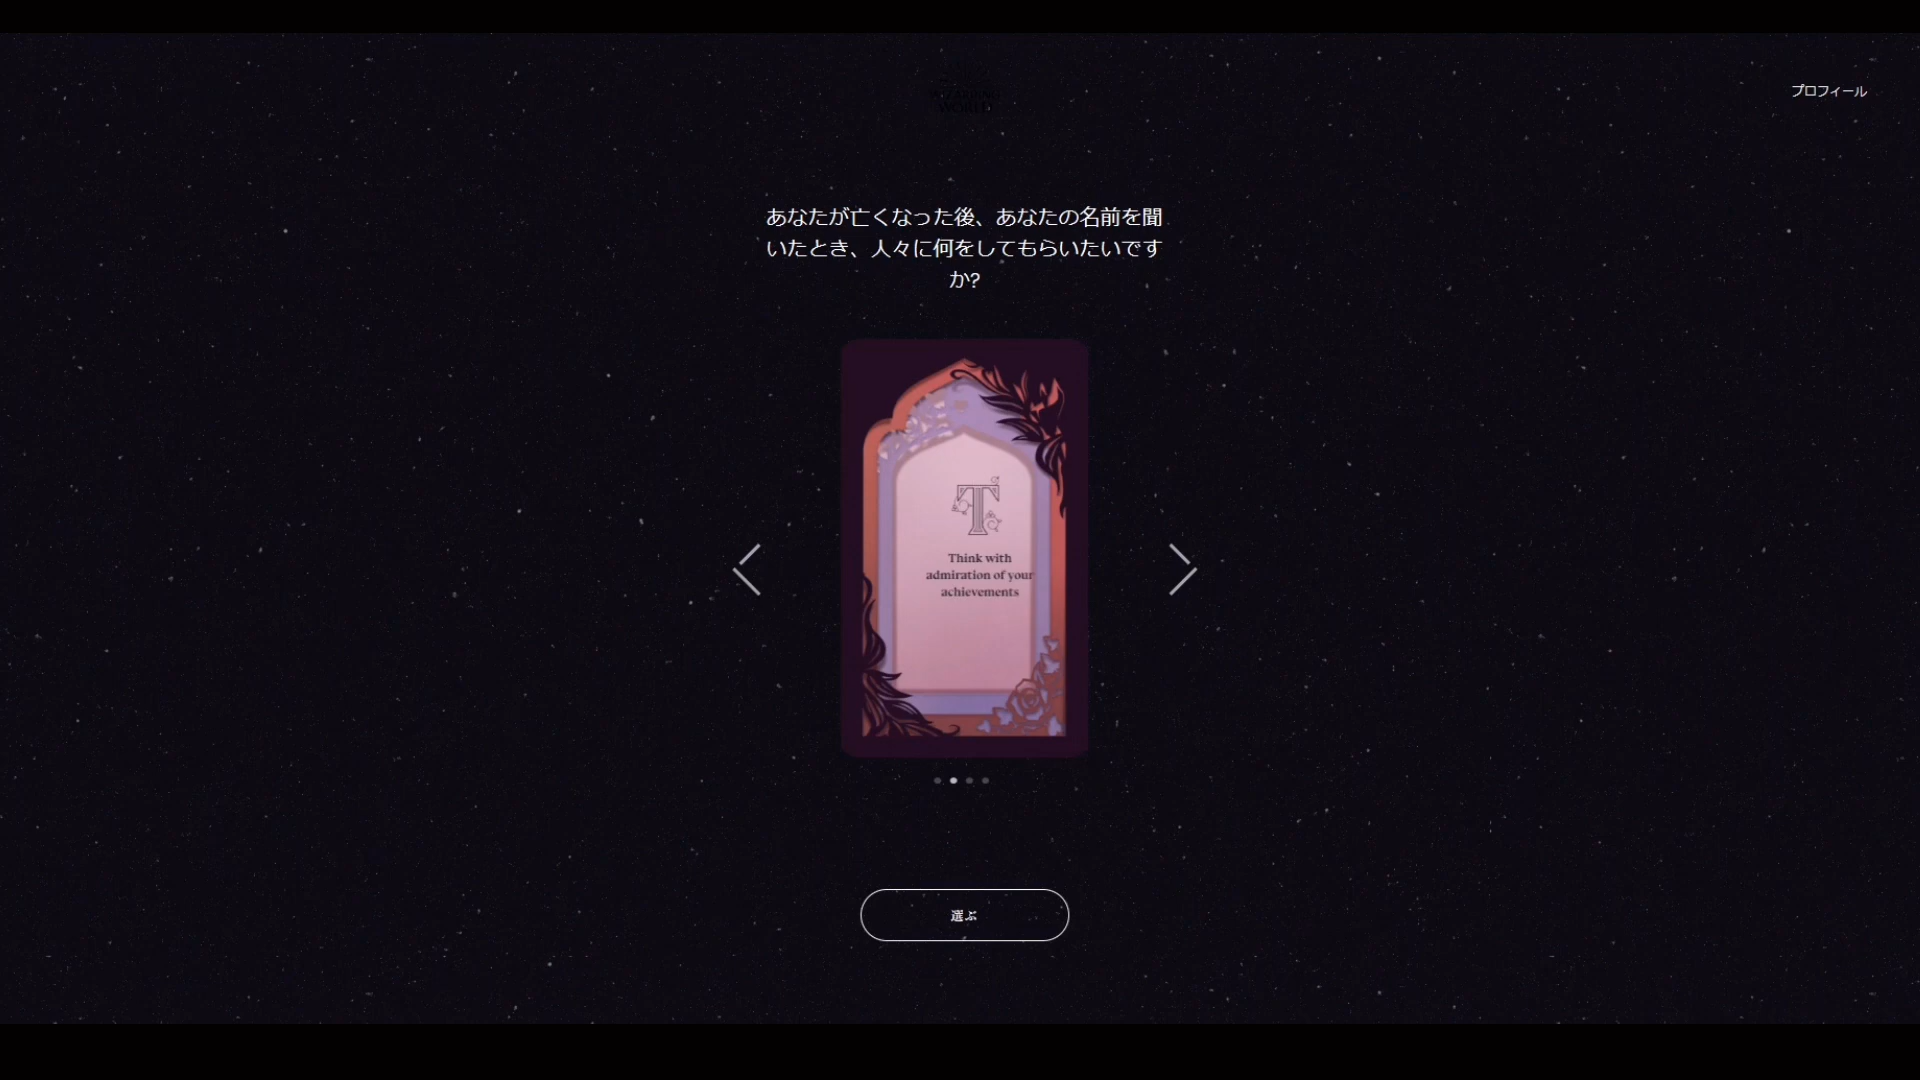 WIZARDING
WORLD
プロフィール
あなたが亡くなった後、あなたの名前を聞
いたとき、人々に何をしてもらいたいです
か?
T
Think with
admiration of your
achievements
選ぶ